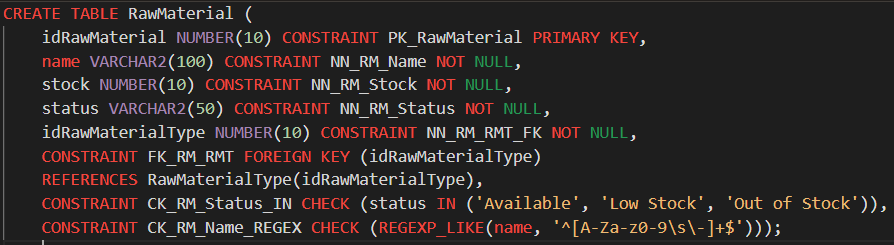 CREATE TABLE RawMaterial (
    idRawMaterial NUMBER(10) CONSTRAINT PK_RawMaterial PRIMARY KEY,
    name VARCHAR2(100) CONSTRAINT NN_RM_Name NOT NULL,
    stock NUMBER(10) CONSTRAINT NN_RM_Stock NOT NULL,
    status VARCHAR2(50) CONSTRAINT NN_RM_Status NOT NULL,
    idRawMaterialType NUMBER(10) CONSTRAINT NN_RM_RMT_FK NOT NULL,
    CONSTRAINT FK_RM_RMT FOREIGN KEY (idRawMaterialType)
    REFERENCES RawMaterialType(idRawMaterialType),
    CONSTRAINT CK_RM_Status_IN CHECK (status IN ('Available', 'Low Stock', 'Out of Stock')),
    CONSTRAINT CK_RM_Name_REGEX CHECK (REGEXP_LIKE(name, '^[A-Za-z0-9\s\-]+$')));